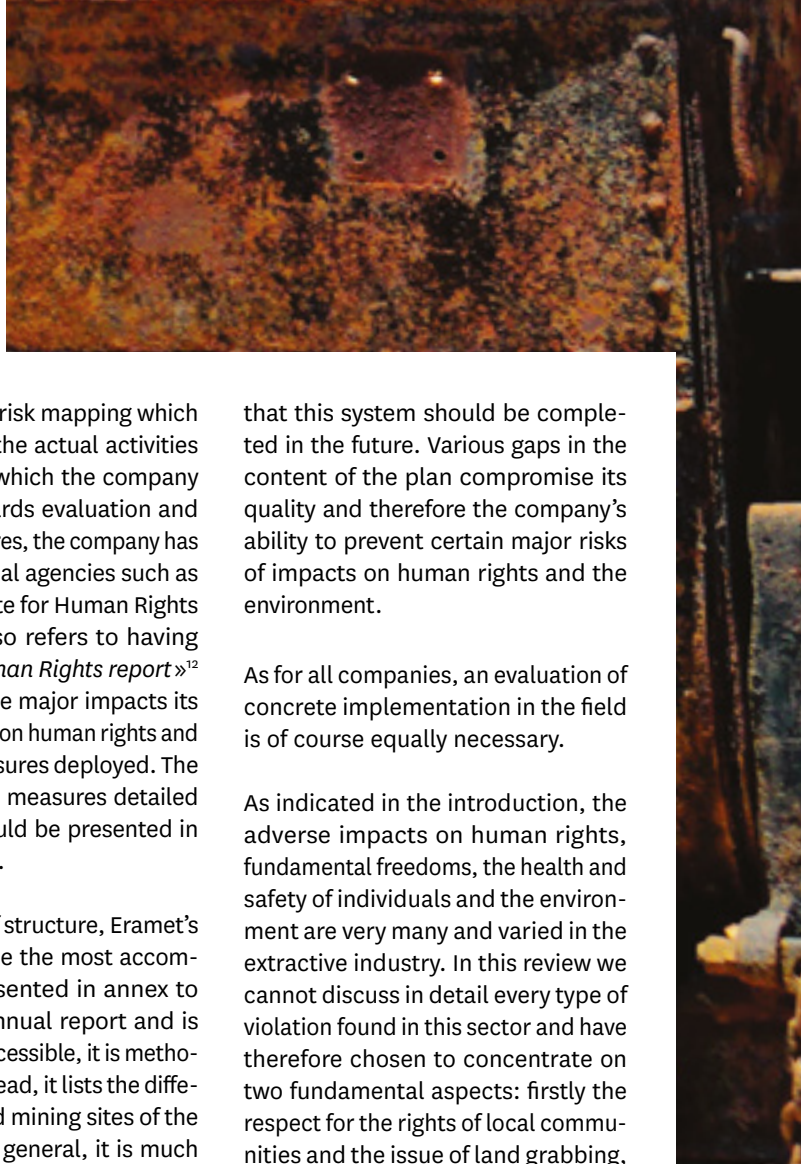 risk mapping which
the actual activities
which the company
rds evaluation and
es, the company has
al agencies such as
te for Human Rights
so refers to having
man Rights report»¹²
e major impacts its
on human rights and
sures deployed. The
measures detailed
uld be presented in
.
structure, Eramet’s
e the most accom-
sented in annex to
nnual report and is
cessible, it is metho-
ead, it lists the diffe-
d mining sites of the
general, it is much
that this system should be comple-
ted in the future. Various gaps in the
content of the plan compromise its
quality and therefore the company’s
ability to prevent certain major risks
of impacts on human rights and the
environment.
As for all companies, an evaluation of
concrete implementation in the field
is of course equally necessary.
As indicated in the introduction, the
adverse impacts on human rights,
fundamental freedoms, the health and
safety of individuals and the environ-
ment are very many and varied in the
extractive industry. In this review we
cannot discuss in detail every type of
violation found in this sector and have
therefore chosen to concentrate on
two fundamental aspects: firstly the
respect for the rights of local commu-
nities and the issue of land grabbing,